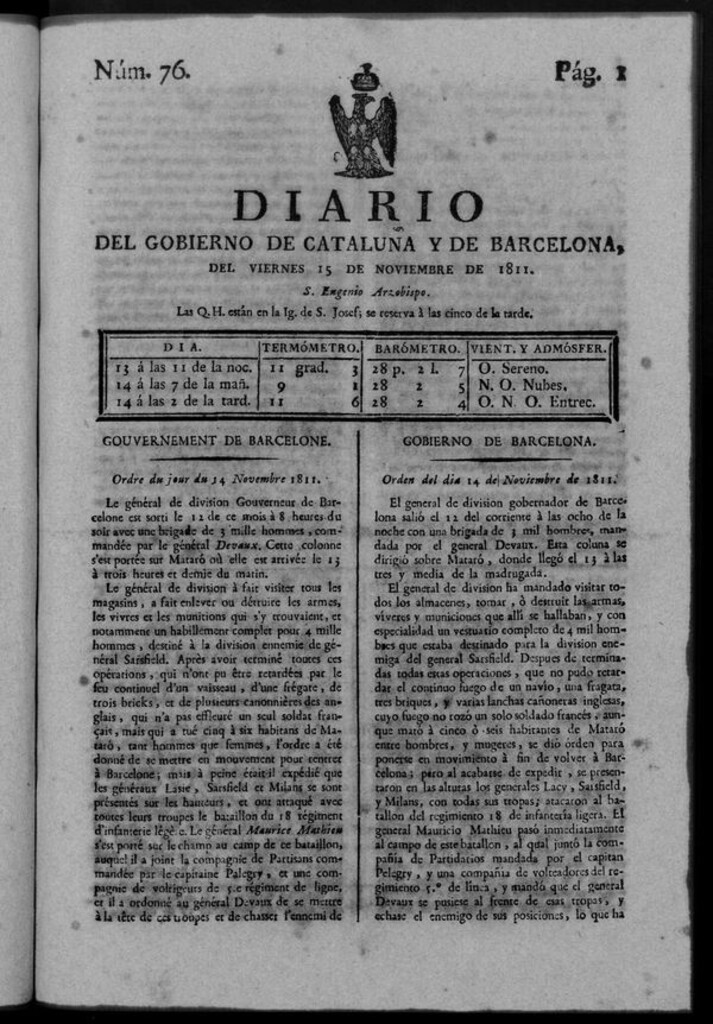 Núm. 76.
Pág. 1
DIARIO
DEL GOBIERNO DE CATALUÑA Y DE BARCELONA,
DEL VIERNES 15 DE NOVIEMBRE DE 1811.
S. Eugenio Arzobispo.
Las Q. H. están en la Ig. de S. Josef; se reserva à las cinco de la tarde.
DIA. TERMÓMETRO. BARÓMETRO. VIENT. Y ADMÓSFER.
13 á las 11 de la noc. 11 grad. 3 28 p. 2 l. 7 O. Sereno.
14 á las 7 de la mañ. 9 1 28 2 5 N. O. Nubes.
14 á las 2 de la tard. 11 6 28 2 4 O. N. O. Entrec.
GOUVERNEMENT DE BARCELONE.
Ordre du jour du 14 Novembre 1811.
Le général de division Gouverneur de Bar-
celone est sorti le 12 de ce mois à 8 heures du
soir avec une brigade de 3 mille hommes, com-
mandée par le général Devaux. Cette colonne
s'est portée sur Mataró où elle est arrivée le 13
à trois heures et demie du matin.
Le général de division à fait visiter tous les
magasins, a fait enlever ou détruire les armes,
les vivres et les munitions qui s'y trouvaient, et
notamment un habillement complet pour 4 mille
hommes, destiné à la division ennemie de gé-
néral Sarsfield. Après avoir terminé toutes ces
opérations, qui n'ont pu être retardées par le
feu continuel d'un vaisseau, d'une frégate, de
trois bricks, et de plusieurs canonnières des an-
glais, qui n'a pas effleuré un seul soldat fran-
çais, mais qui a tué cinq à six habitans de Ma-
taró, tant hommes que femmes, l'ordre a été
donné de se mettre en mouvement pour rentrer
à Barcelone; mais à peine était-il expédié que
les généraux Lasie, Sarsfield et Milans se sont
présentés sur les hauteurs, et ont attaqué avec
toutes leurs troupes le bataillon du 18 régiment
d'infanterie légère. Le général Maurice Mathieu
s'est porté sur le champ au camp de ce bataillon,
auquel il a joint la compagnie de Partisans com-
mandée par le capitaine Palegry, et une com-
pagnie de voltigeurs de 5.e régiment de ligne,
et il a ordonné au général Devaux de se mettre
à la tête de ces troupes et de chasser l'ennemi de
GOBIERNO DE BARCELONA.
Orden del dia 14 de Noviembre de 1811.
El general de division gobernador de Barce-
lona salió el 12 del corriente à las ocho de la
noche con una brigada de 3 mil hombres, man-
dada por el general Devaux. Esta coluna se
dirigió sobre Mataró, donde llegó el 13 à las
tres y media de la madrugada.
El general de division ha mandado visitar to-
dos los almacenes, tomar, ò destruir las armas,
víveres y municiones que alli se hallaban, y con
especialidad un vestuario completo de 4 mil hom-
bres que estaba destinado para la division ene-
miga del general Sarsfield. Despues de termina-
das todas estas operaciones, que no pudo retar-
dar el continuo fuego de un navío, una fragata,
tres briques, y varias lanchas cañoneras inglesas,
cuyo fuego no rozó un solo soldado francés, aun-
que mató à cinco ò seis habitantes de Mataró
entre hombres, y mugeres, se dió órden para
ponerse en movimiento à fin de volver à Bar-
celona; pero al acabarse de expedir, se presen-
taron en las alturas los generales Lacy, Sarsfield,
y Milans, con todas sus tropas; atacaron al ba-
tallon del regimiento 18 de infantería ligera. El
general Mauricio Mathieu pasó inmediatamente
al campo de este batallon, al qual juntó la com-
pañia de Partidarios mandada por el capitan
Pelegry, y una compañia de volteadores del re-
gimiento 5.º de línea, y mandó que el general
Devaux se pusiese al frente de esas tropas, y
echase el enemigo de sus posiciones, lo que ha